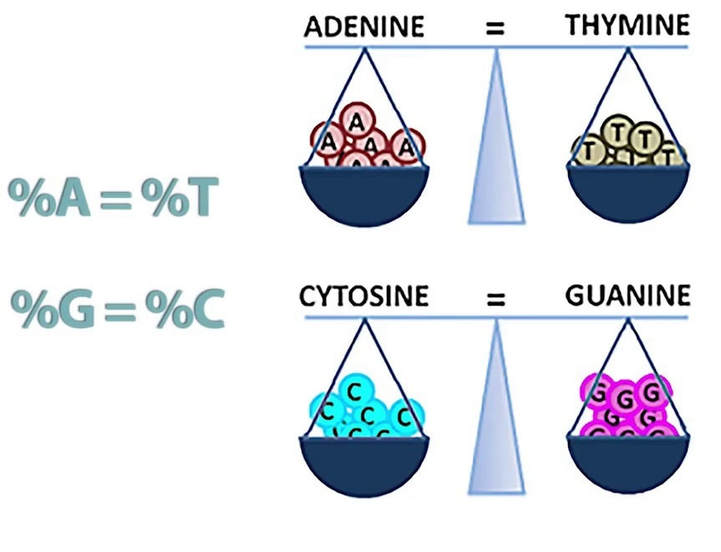 ADENINE = THYMINE
A A A A A A
T T T T T
%A = %T
%G = %C
CYTOSINE = GUANINE
C C C C C C
G G G G G G G G